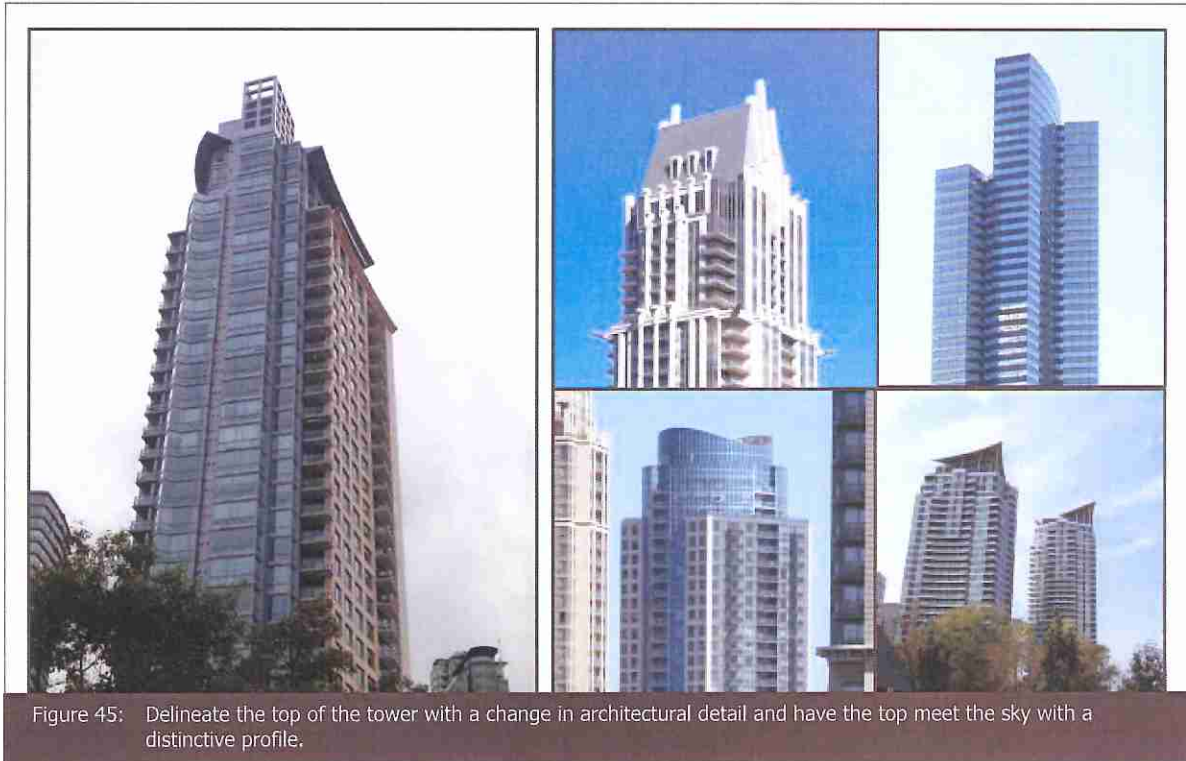 Figure 45: Delineate the top of the tower with a change in architectural detail and have the top meet the sky with a
distinctive profile.